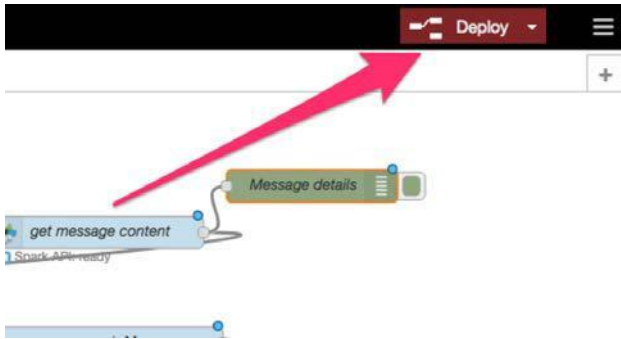 Deploy
+
Message details
get message content
Spark API: ready